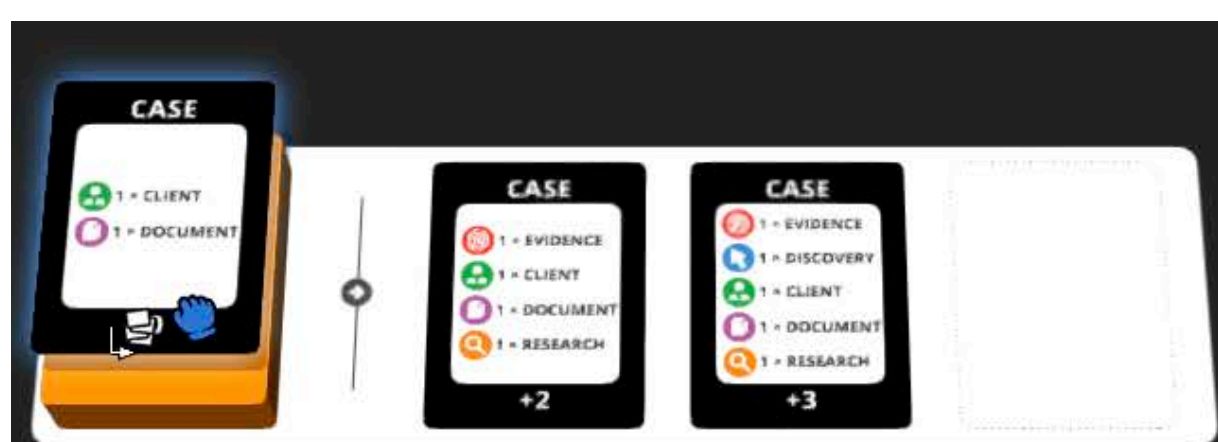 CASE
1 × CLIENT
1 × DOCUMENT
CASE
1 × EVIDENCE
1 × CLIENT
1 × DOCUMENT
1 × RESEARCH
+2
CASE
1 × EVIDENCE
1 × DISCOVERY
1 × CLIENT
1 × DOCUMENT
1 × RESEARCH
+3